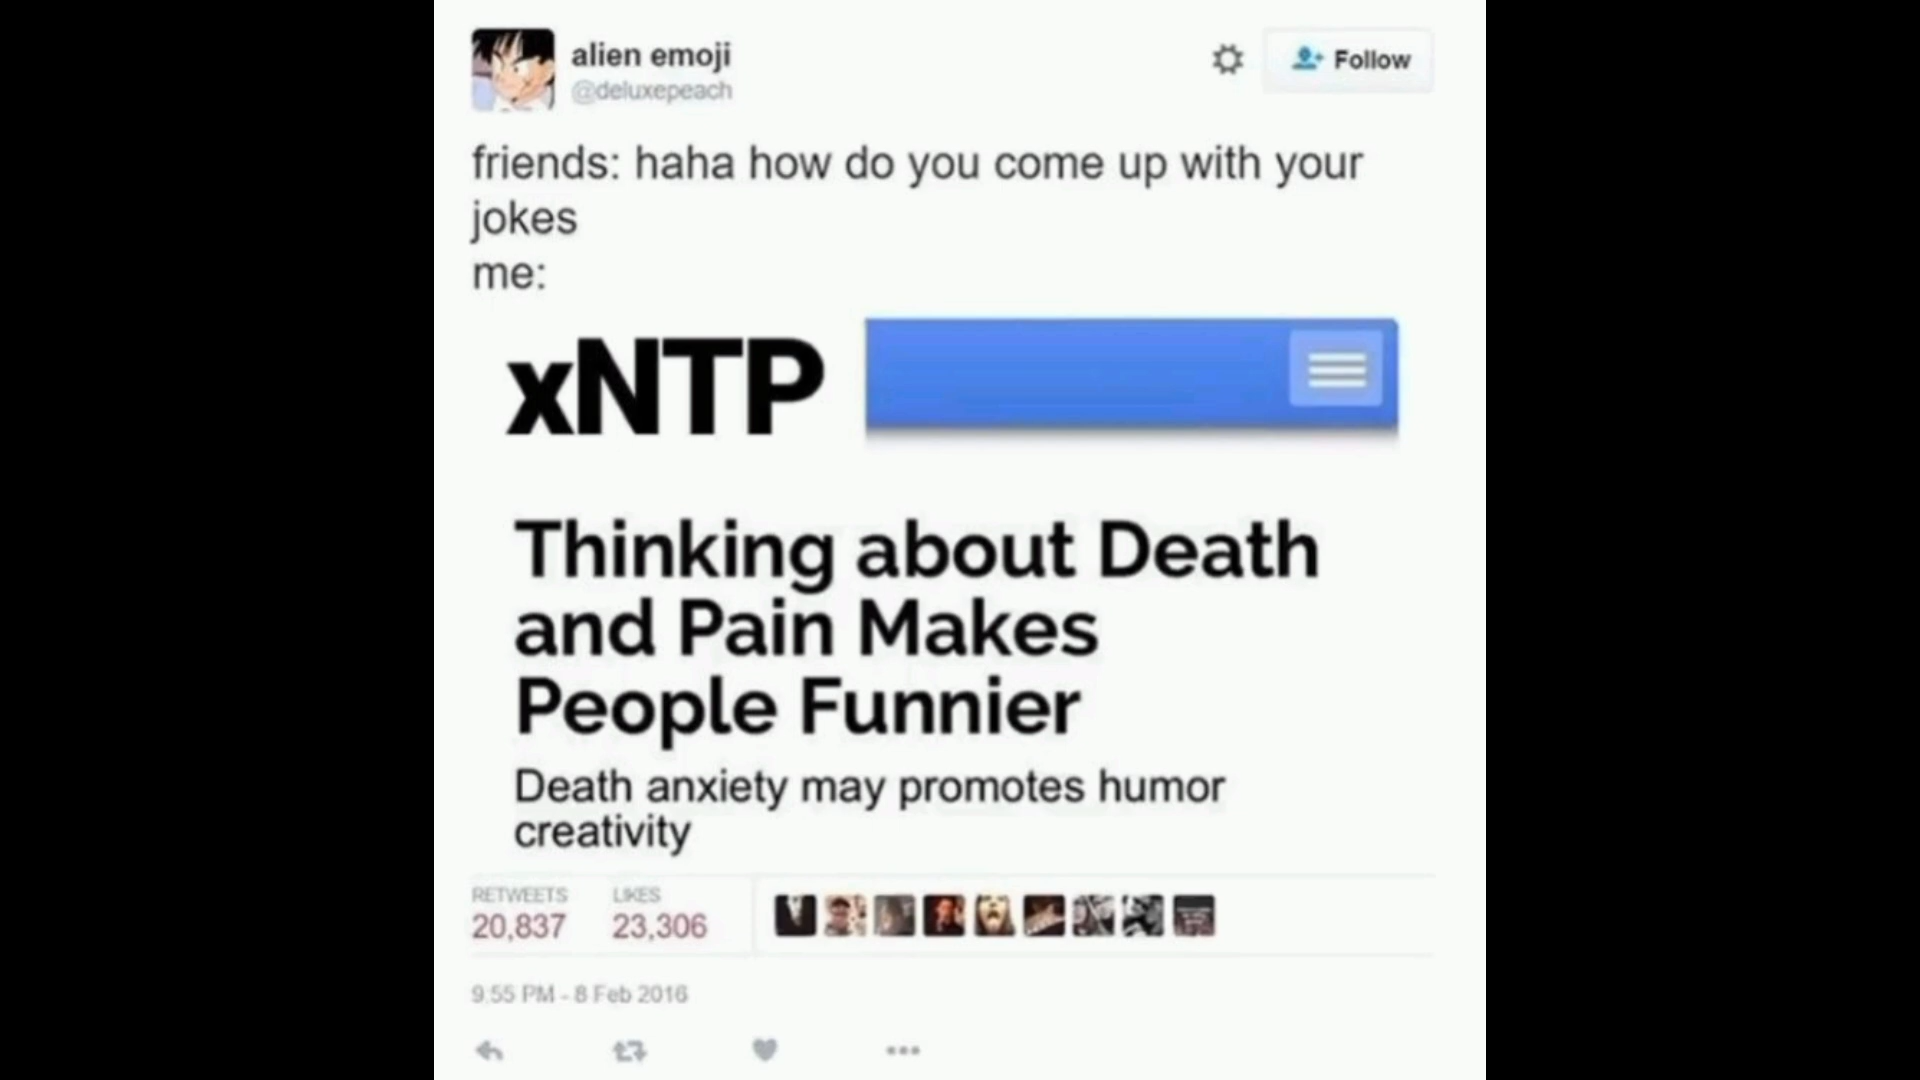 alien emoji
@deluxepeach
Follow
friends: haha how do you come up with your
jokes
me:
xNTP
Thinking about Death
and Pain Makes
People Funnier
Death anxiety may promotes humor
creativity
RETWEETS LIKES
20,837 23,306
9:55 PM - 8 Feb 2016